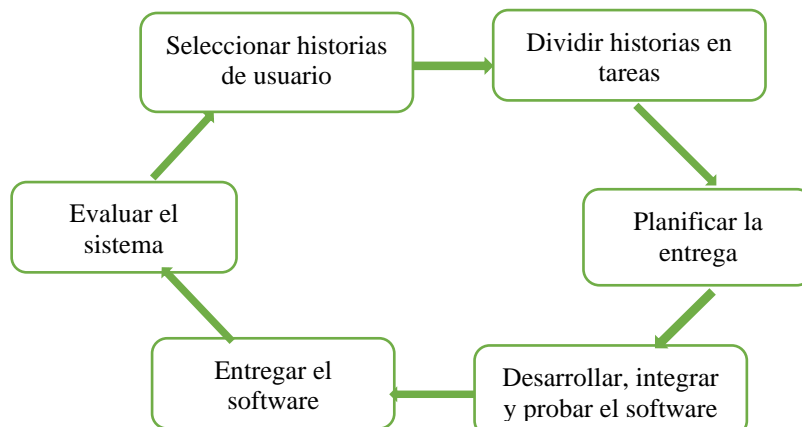 Seleccionar historias
de usuario
Dividir historias en
tareas
Planificar la
entrega
Desarrollar, integrar
y probar el software
Entregar el
software
Evaluar el
sistema